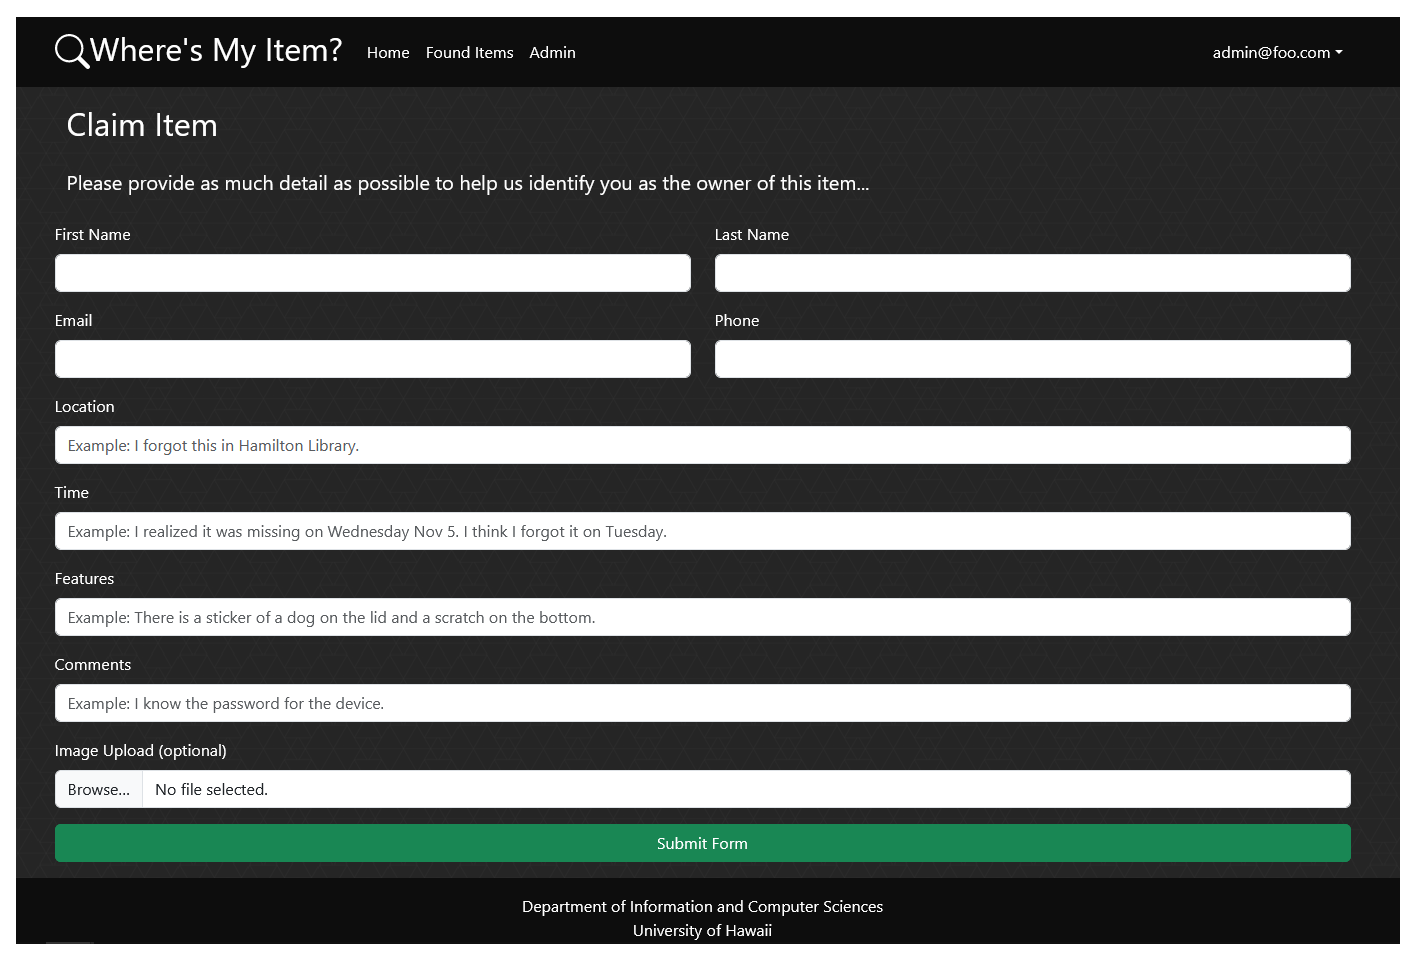 Where's My Item? Home Found Items Admin admin@foo.com
Claim Item
Please provide as much detail as possible to help us identify you as the owner of this item...
First Name Last Name
Email Phone
Location
Example: I forgot this in Hamilton Library.
Time
Example: I realized it was missing on Wednesday Nov 5. I think I forgot it on Tuesday.
Features
Example: There is a sticker of a dog on the lid and a scratch on the bottom.
Comments
Example: I know the password for the device.
Image Upload (optional)
Browse... No file selected.
Submit Form
Department of Information and Computer Sciences
University of Hawaii